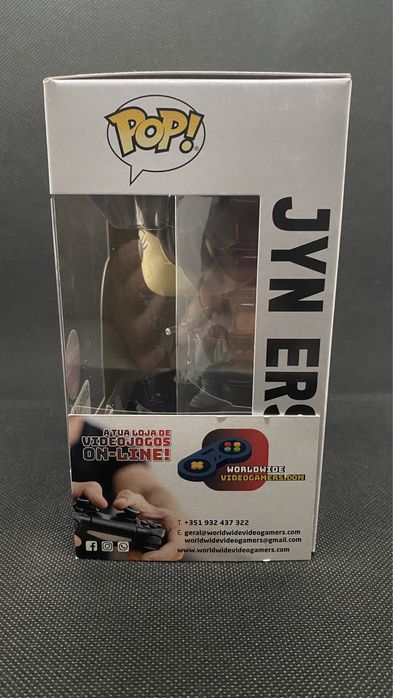 POP!
JYN ERS
A TUA LOJA DE
VIDEOJOGOS
ON-LINE!
WORLDWIDE
VIDEOGAMERS.COM
T. +351 932 437 322
E. geral@worldwidevideogamers.com
worldwidevideogamers@gmail.com
www.worldwidevideogamers.com